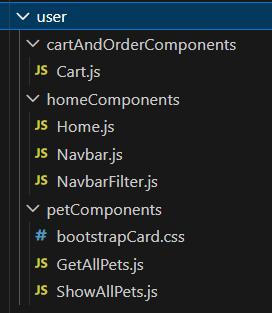 user
cartAndOrderComponents
JS Cart.js
homeComponents
JS Home.js
JS Navbar.js
JS NavbarFilter.js
petComponents
# bootstrapCard.css
JS GetAllPets.js
JS ShowAllPets.js